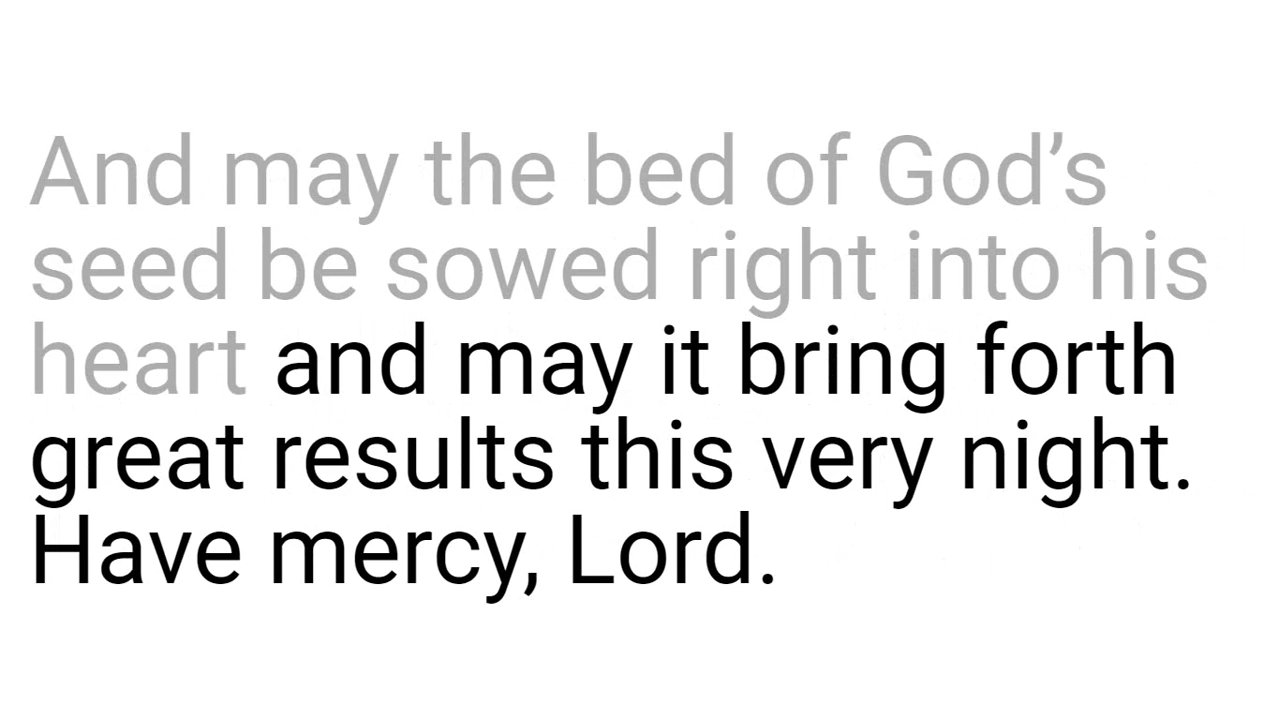 And may the bed of God’s
seed be sowed right into his
heart and may it bring forth
great results this very night.
Have mercy, Lord.